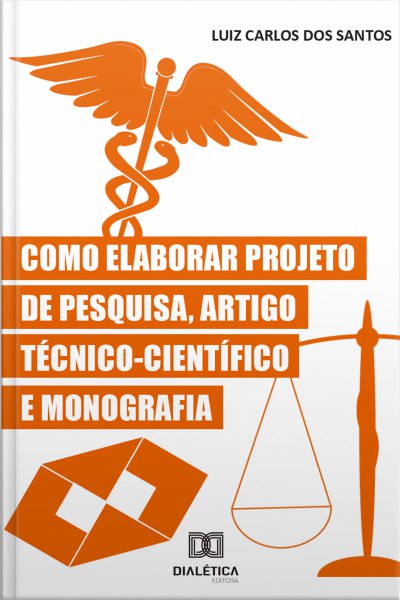 LUIZ CARLOS DOS SANTOS
COMO ELABORAR PROJETO
DE PESQUISA, ARTIGO
TÉCNICO-CIENTÍFICO
E MONOGRAFIA
DIALÉTICA
EDITORA